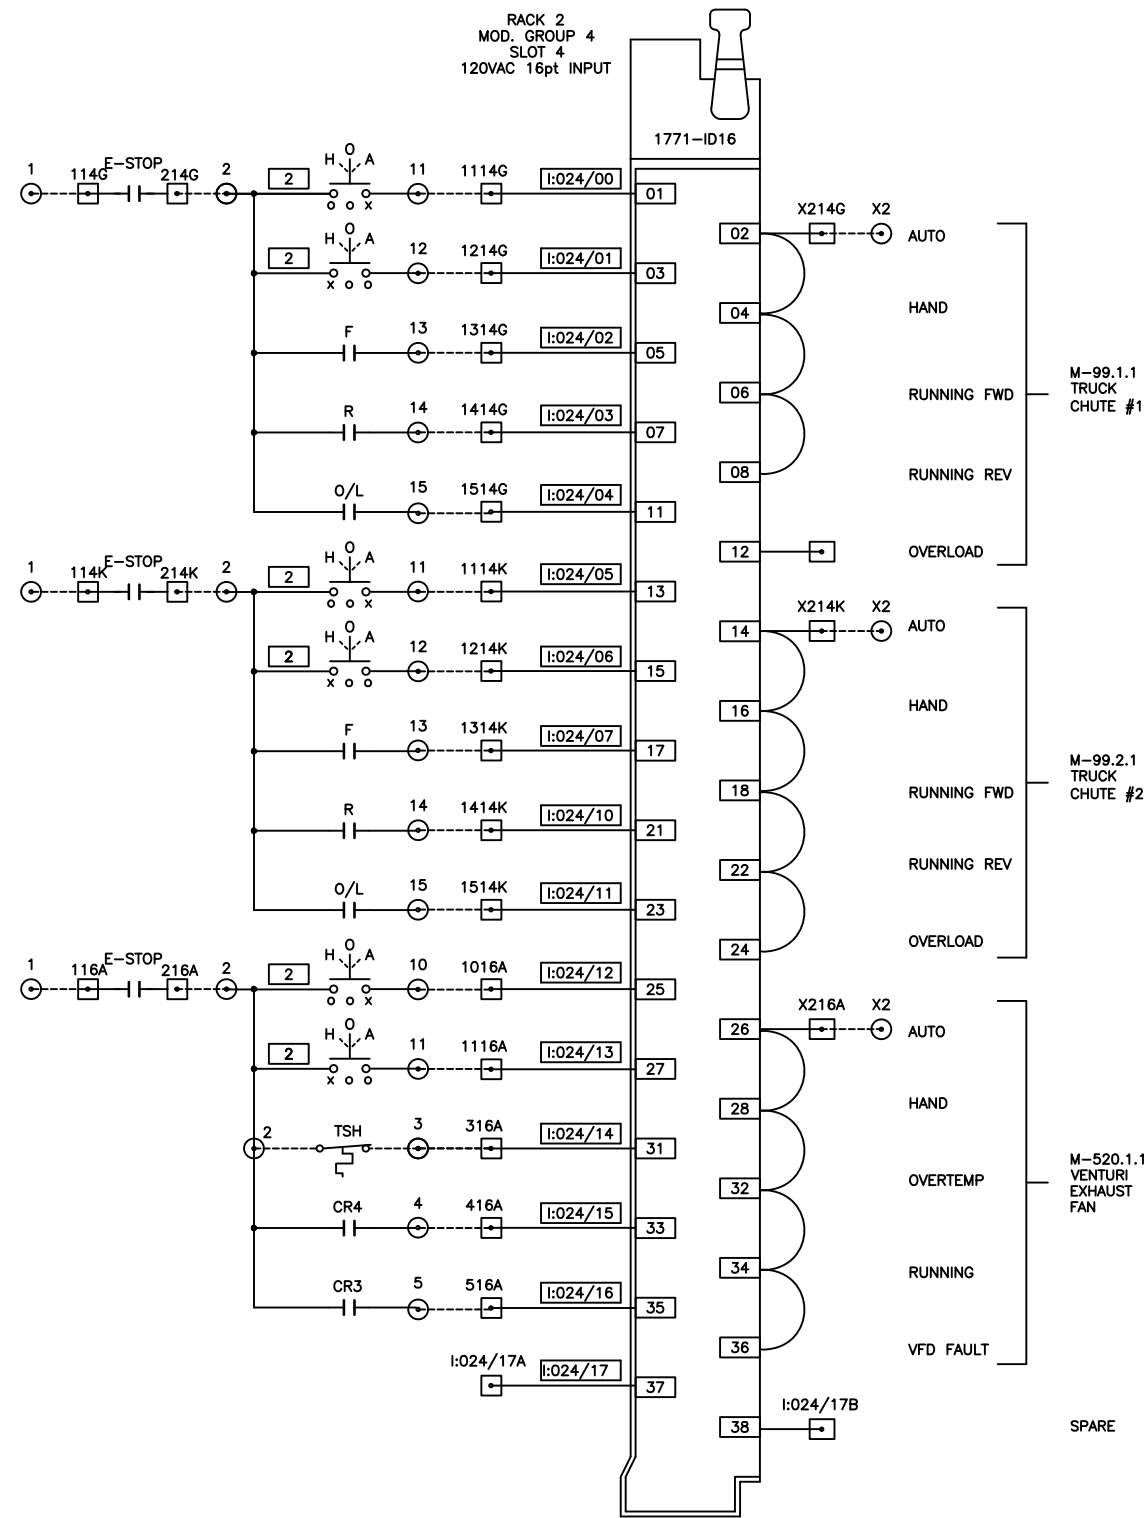 RACK 2
MOD. GROUP 4
SLOT 4
120VAC 16pt INPUT
1771-ID16
1 114G E-STOP 214G 2 2 H O A O O X 11 1114G I:024/00 01
02 X214G X2 AUTO
2 H O A X O O 12 1214G I:024/01 03
04 HAND
F 13 1314G I:024/02 05
06 RUNNING FWD
M-99.1.1
TRUCK
CHUTE #1
R 14 1414G I:024/03 07
08 RUNNING REV
O/L 15 1514G I:024/04 11
12 OVERLOAD
1 114K E-STOP 214K 2 2 H O A O O X 11 1114K I:024/05 13
14 X214K X2 AUTO
2 H O A X O O 12 1214K I:024/06 15
16 HAND
F 13 1314K I:024/07 17
18 RUNNING FWD
M-99.2.1
TRUCK
CHUTE #2
R 14 1414K I:024/10 21
22 RUNNING REV
O/L 15 1514K I:024/11 23
24 OVERLOAD
1 116A E-STOP 216A 2 2 H O A O O X 10 1016A I:024/12 25
26 X216A X2 AUTO
2 H O A X O O 11 1116A I:024/13 27
28 HAND
2 TSH 3 316A I:024/14 31
32 OVERTEMP
M-520.1.1
VENTURI
EXHAUST
FAN
CR4 4 416A I:024/15 33
34 RUNNING
CR3 5 516A I:024/16 35
36 VFD FAULT
I:024/17A I:024/17 37
38 I:024/17B SPARE